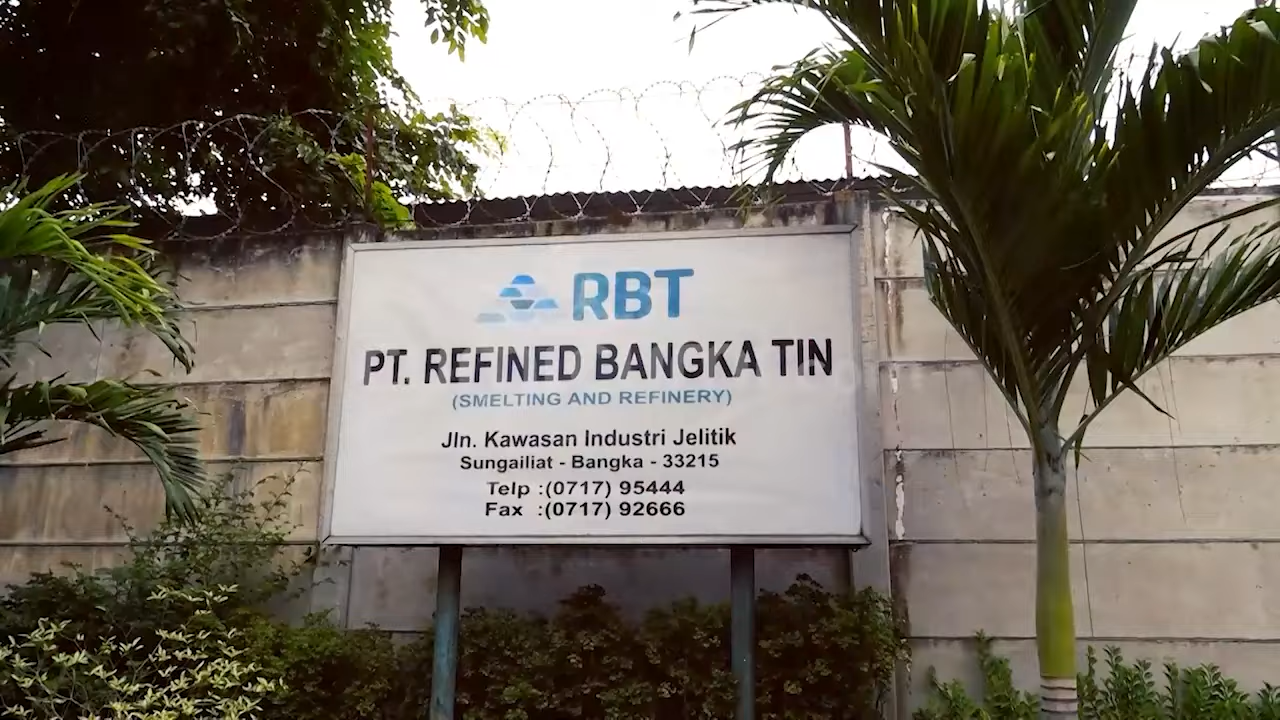 RBT
PT. REFINED BANGKA TIN
(SMELTING AND REFINERY)
Jln. Kawasan Industri Jelitik
Sungailiat - Bangka - 33215
Telp :(0717) 95444
Fax :(0717) 92666